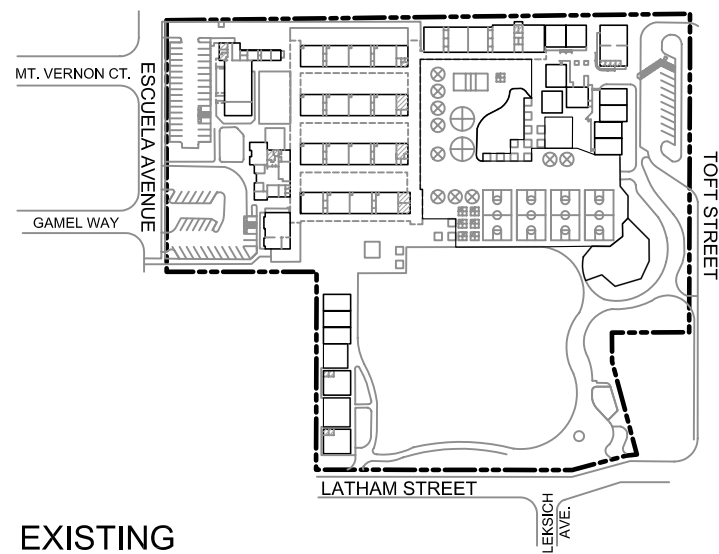 MT. VERNON CT.
ESCUELA AVENUE
GAMEL WAY
TOFT STREET
LATHAM STREET
LEKSICH
AVE.
EXISTING